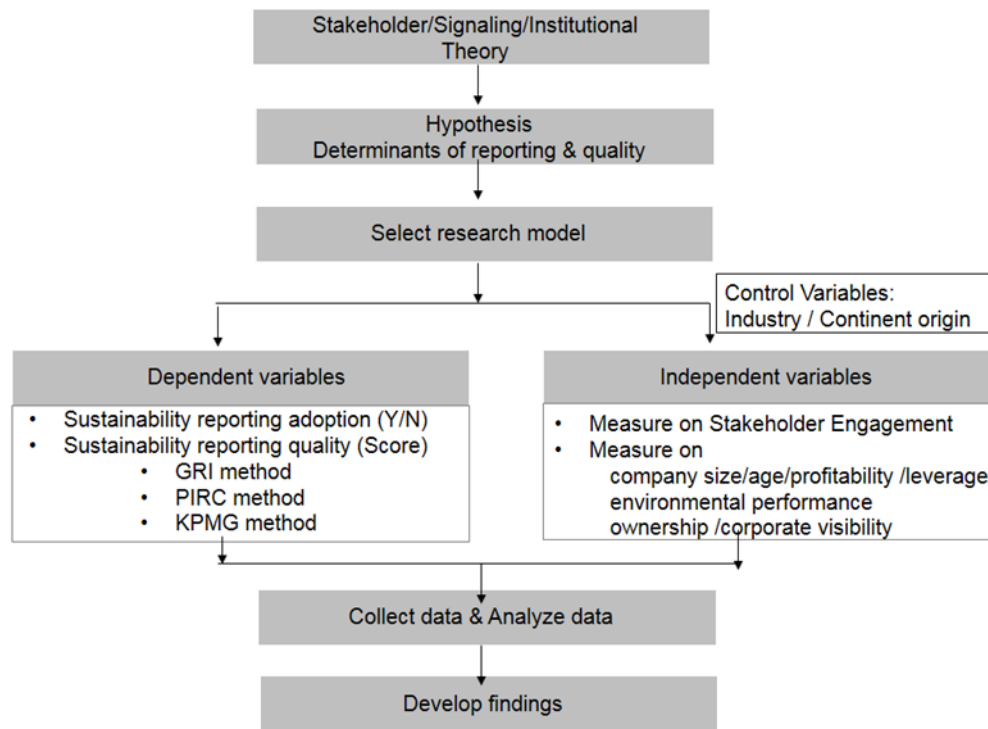 Stakeholder/Signaling/Institutional
Theory
Hypothesis
Determinants of reporting & quality
Select research model
Control Variables:
Industry / Continent origin
Dependent variables
• Sustainability reporting adoption (Y/N)
• Sustainability reporting quality (Score)
• GRI method
• PIRC method
• KPMG method
Independent variables
• Measure on Stakeholder Engagement
• Measure on
company size/age/profitability /leverage
environmental performance
ownership /corporate visibility
Collect data & Analyze data
Develop findings